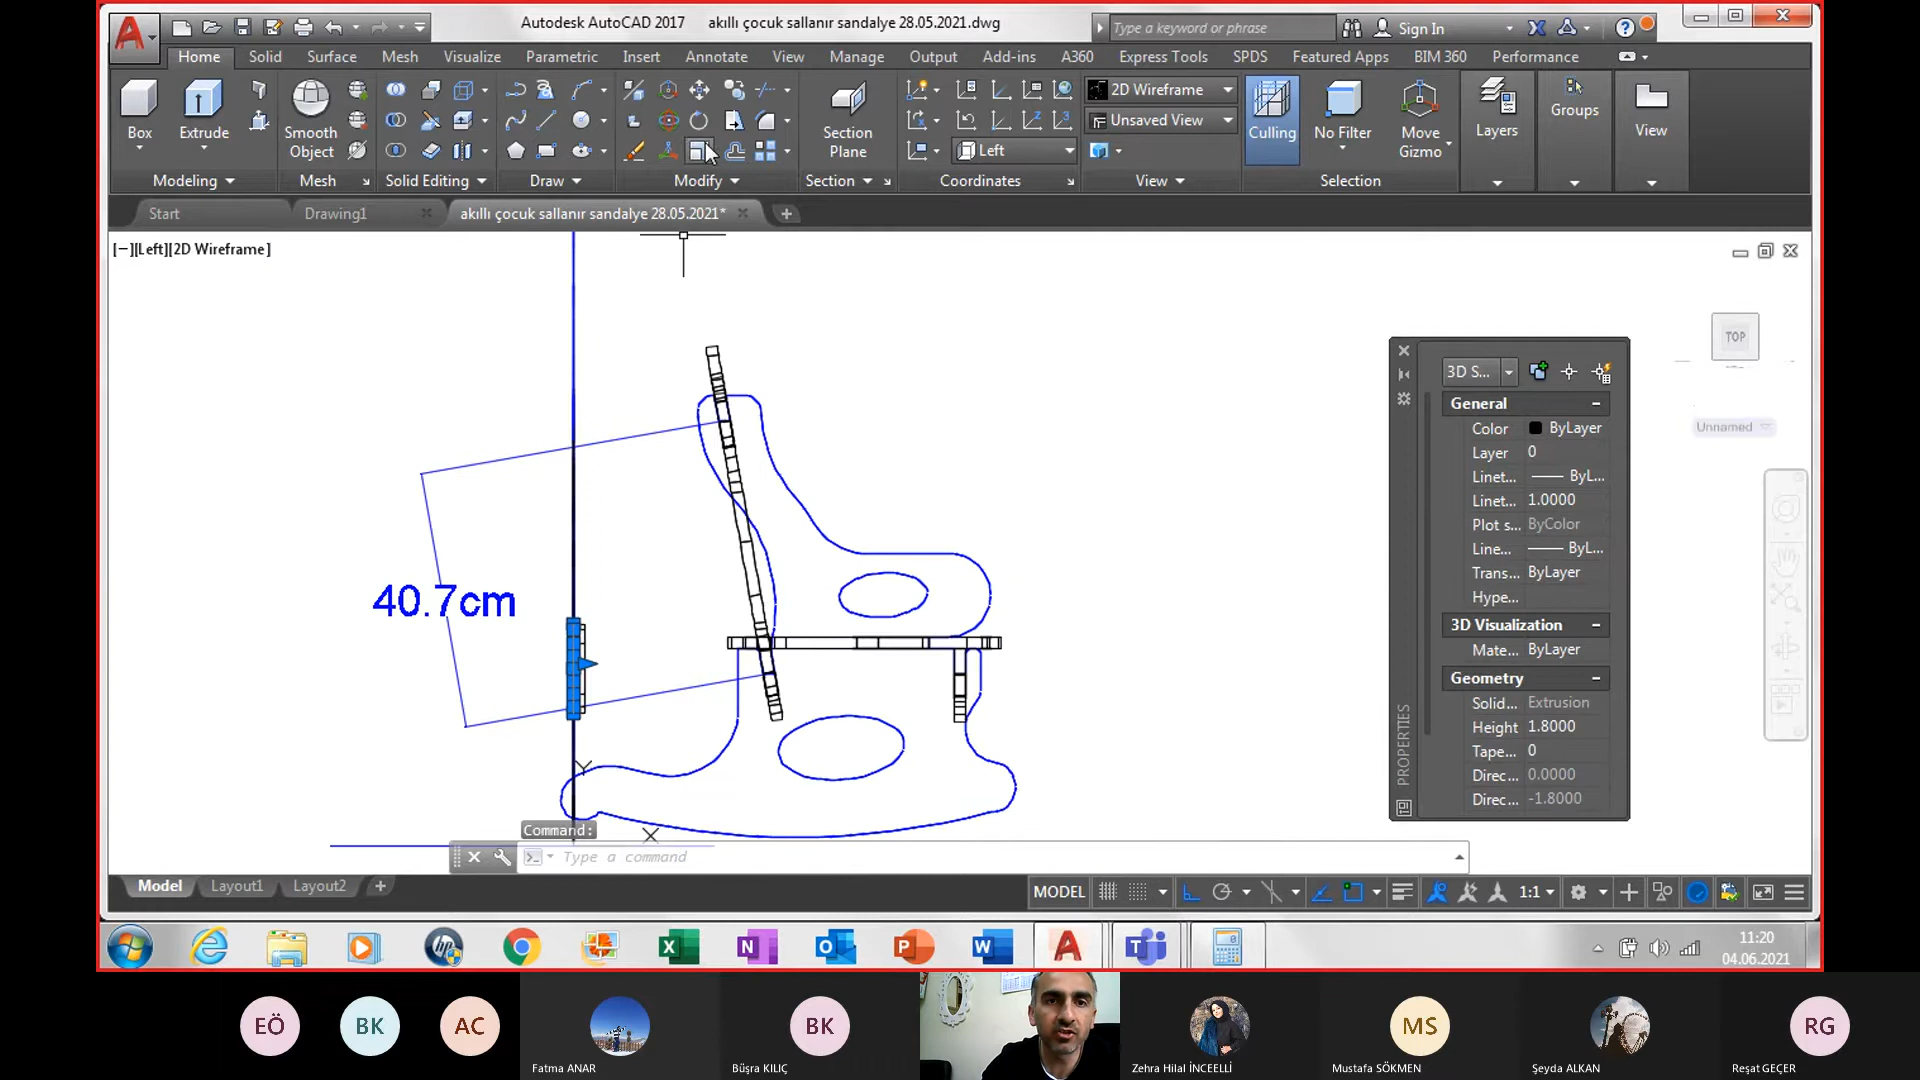 Autodesk AutoCAD 2017 akıllı çocuk sallanır sandalye 28.05.2021.dwg
Type a keyword or phrase
Sign In
Home Solid Surface Mesh Visualize Parametric Insert Annotate View Manage Output Add-ins A360 Express Tools SPDS Featured Apps BIM 360 Performance
Box
Extrude
Smooth Object
Section Plane
2D Wireframe
Unsaved View
Left
Culling
No Filter
Move Gizmo
Layers
Groups
View
Modeling
Mesh
Solid Editing
Draw
Modify
Section
Coordinates
View
Selection
Start
Drawing1
akıllı çocuk sallanır sandalye 28.05.2021*
[−][Left][2D Wireframe]
TOP
Unnamed
40.7cm
Y
X
PROPERTIES
3D S...
General
Color ByLayer
Layer 0
Linet... ByL...
Linet... 1.0000
Plot s... ByColor
Line... ByL...
Trans... ByLayer
Hype...
3D Visualization
Mate... ByLayer
Geometry
Solid... Extrusion
Height 1.8000
Tape... 0
Direc... 0.0000
Direc... -1.8000
Command:
Type a command
Model Layout1 Layout2
MODEL
1:1
11:20
04.06.2021
EÖ
BK
AC
Fatma ANAR
BK
Büşra KILIÇ
Zehra Hilal İNCEELLİ
MS
Mustafa SÖKMEN
Şeyda ALKAN
RG
Reşat GEÇER